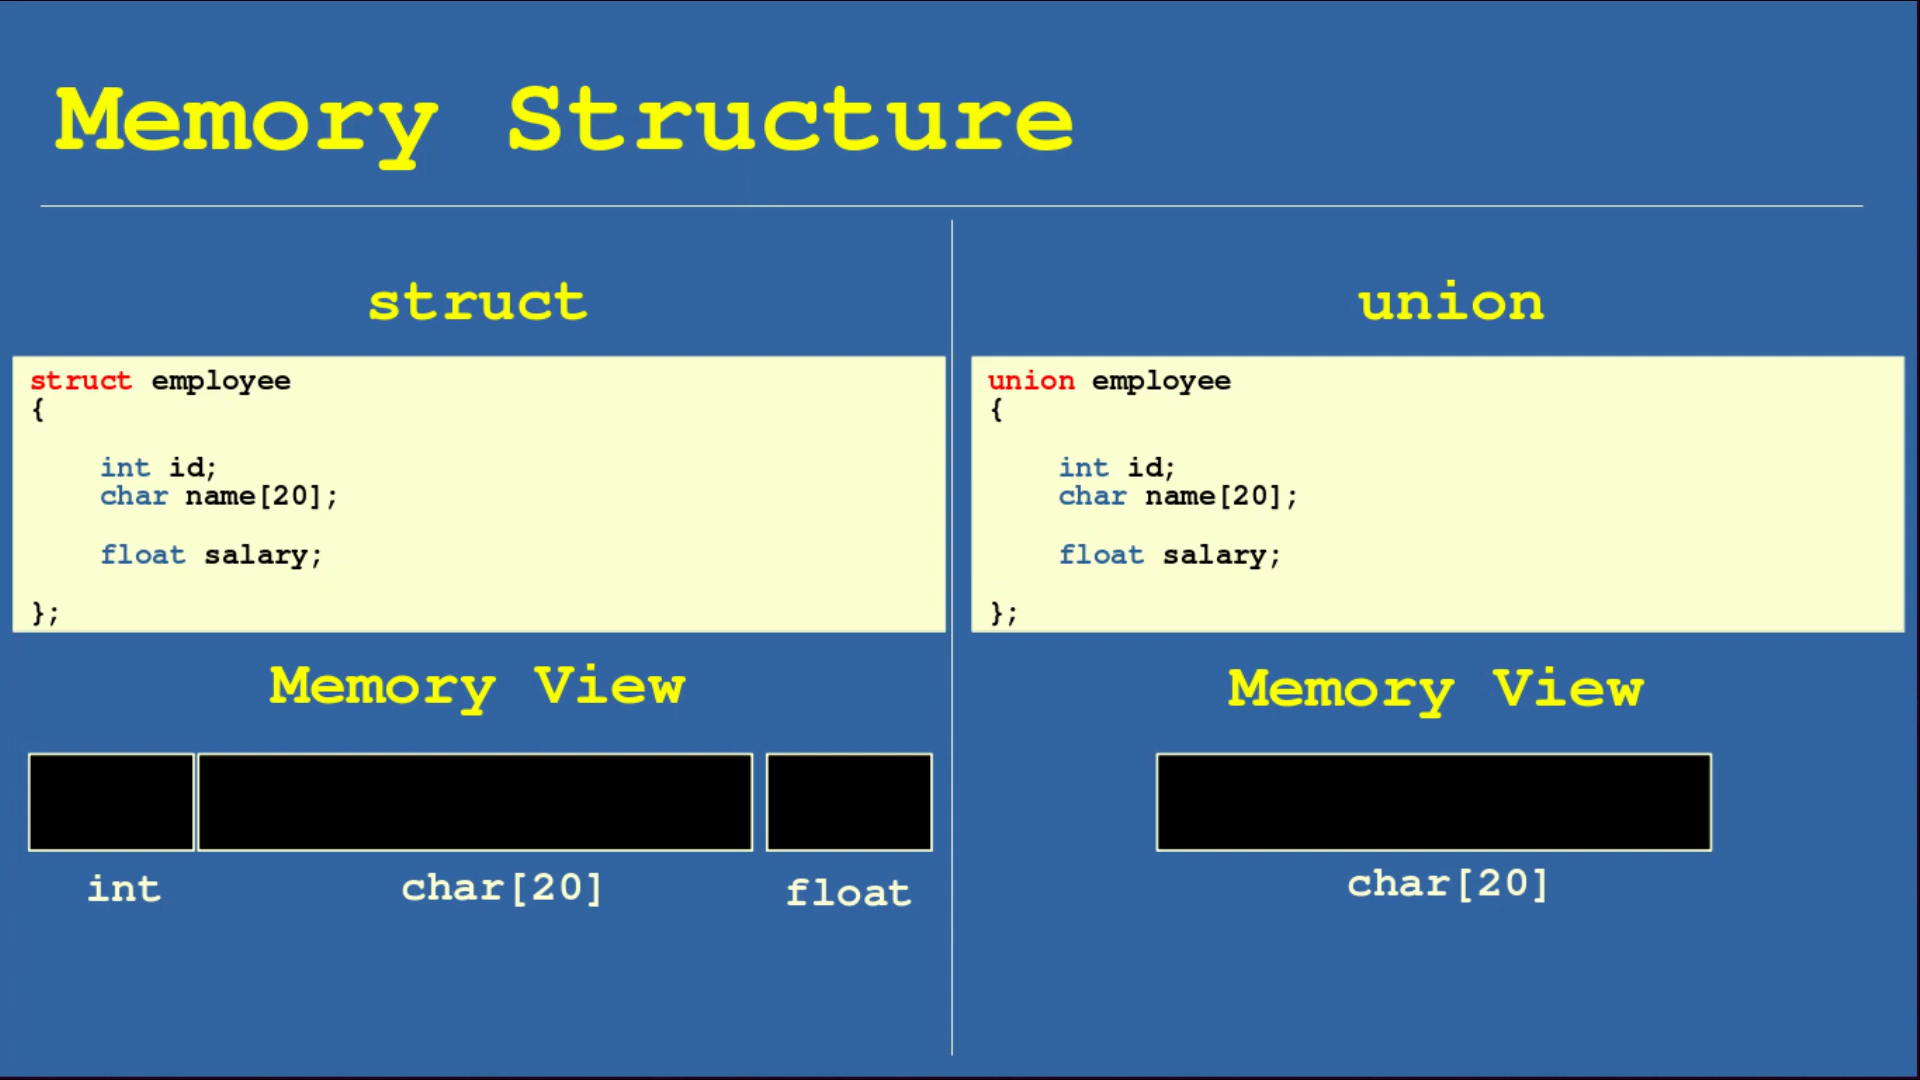 Memory Structure
struct
struct employee
{
int id;
char name[20];
float salary;
};
Memory View
int
char[20]
float
union
union employee
{
int id;
char name[20];
float salary;
};
Memory View
char[20]